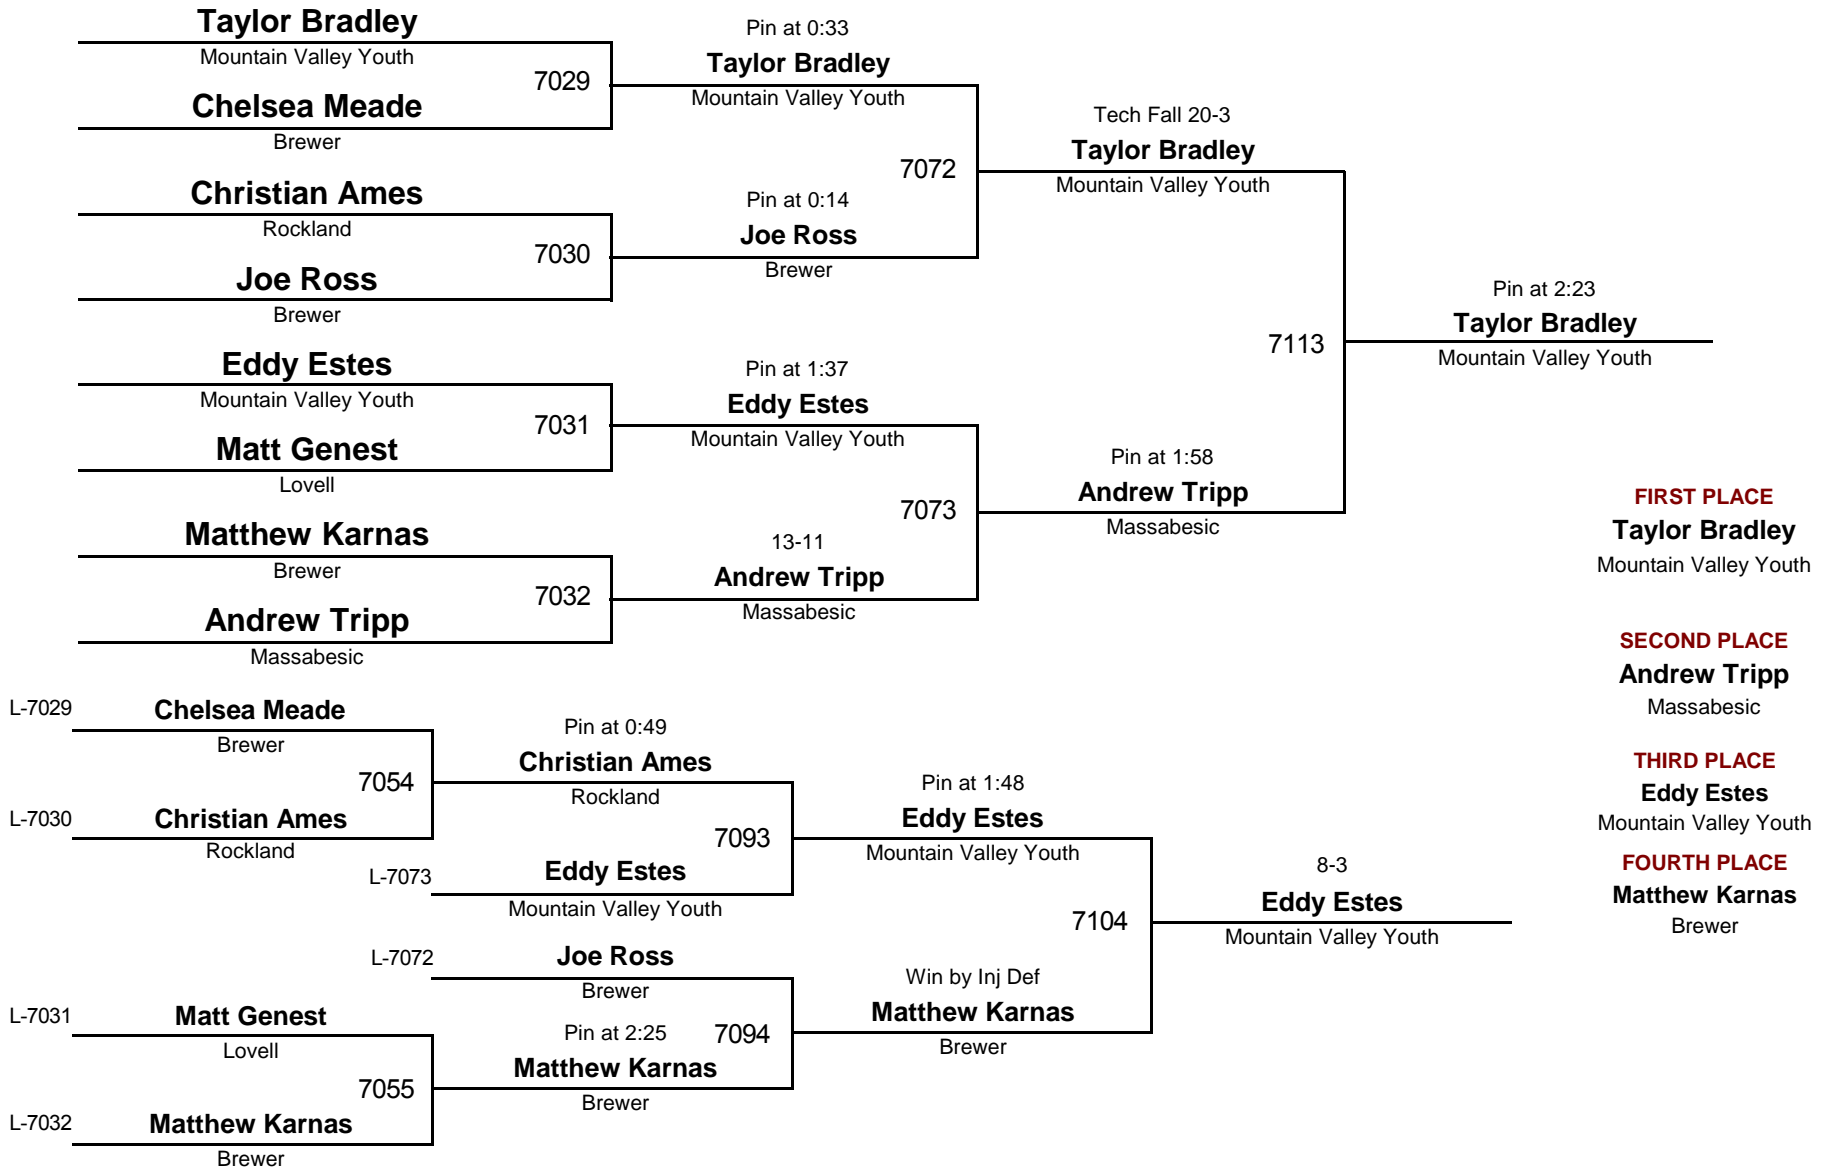 Taylor Bradley
Mountain Valley Youth
7029
Chelsea Meade
Brewer
Christian Ames
Rockland
7030
Joe Ross
Brewer
Eddy Estes
Mountain Valley Youth
7031
Matt Genest
Lovell
Matthew Karnas
Brewer
7032
Andrew Tripp
Massabesic
Pin at 0:33
Taylor Bradley
Mountain Valley Youth
7072
Pin at 0:14
Joe Ross
Brewer
Pin at 1:37
Eddy Estes
Mountain Valley Youth
7073
13-11
Andrew Tripp
Massabesic
Tech Fall 20-3
Taylor Bradley
Mountain Valley Youth
7113
Pin at 1:58
Andrew Tripp
Massabesic
Pin at 2:23
Taylor Bradley
Mountain Valley Youth
L-7029
Chelsea Meade
Brewer
7054
L-7030
Christian Ames
Rockland
Pin at 0:49
Christian Ames
Rockland
7093
L-7073
Eddy Estes
Mountain Valley Youth
L-7072
Joe Ross
Brewer
7094
L-7031
Matt Genest
Lovell
7055
L-7032
Matthew Karnas
Brewer
Pin at 2:25
Matthew Karnas
Brewer
Pin at 1:48
Eddy Estes
Mountain Valley Youth
7104
Win by Inj Def
Matthew Karnas
Brewer
8-3
Eddy Estes
Mountain Valley Youth
FIRST PLACE
Taylor Bradley
Mountain Valley Youth
SECOND PLACE
Andrew Tripp
Massabesic
THIRD PLACE
Eddy Estes
Mountain Valley Youth
FOURTH PLACE
Matthew Karnas
Brewer